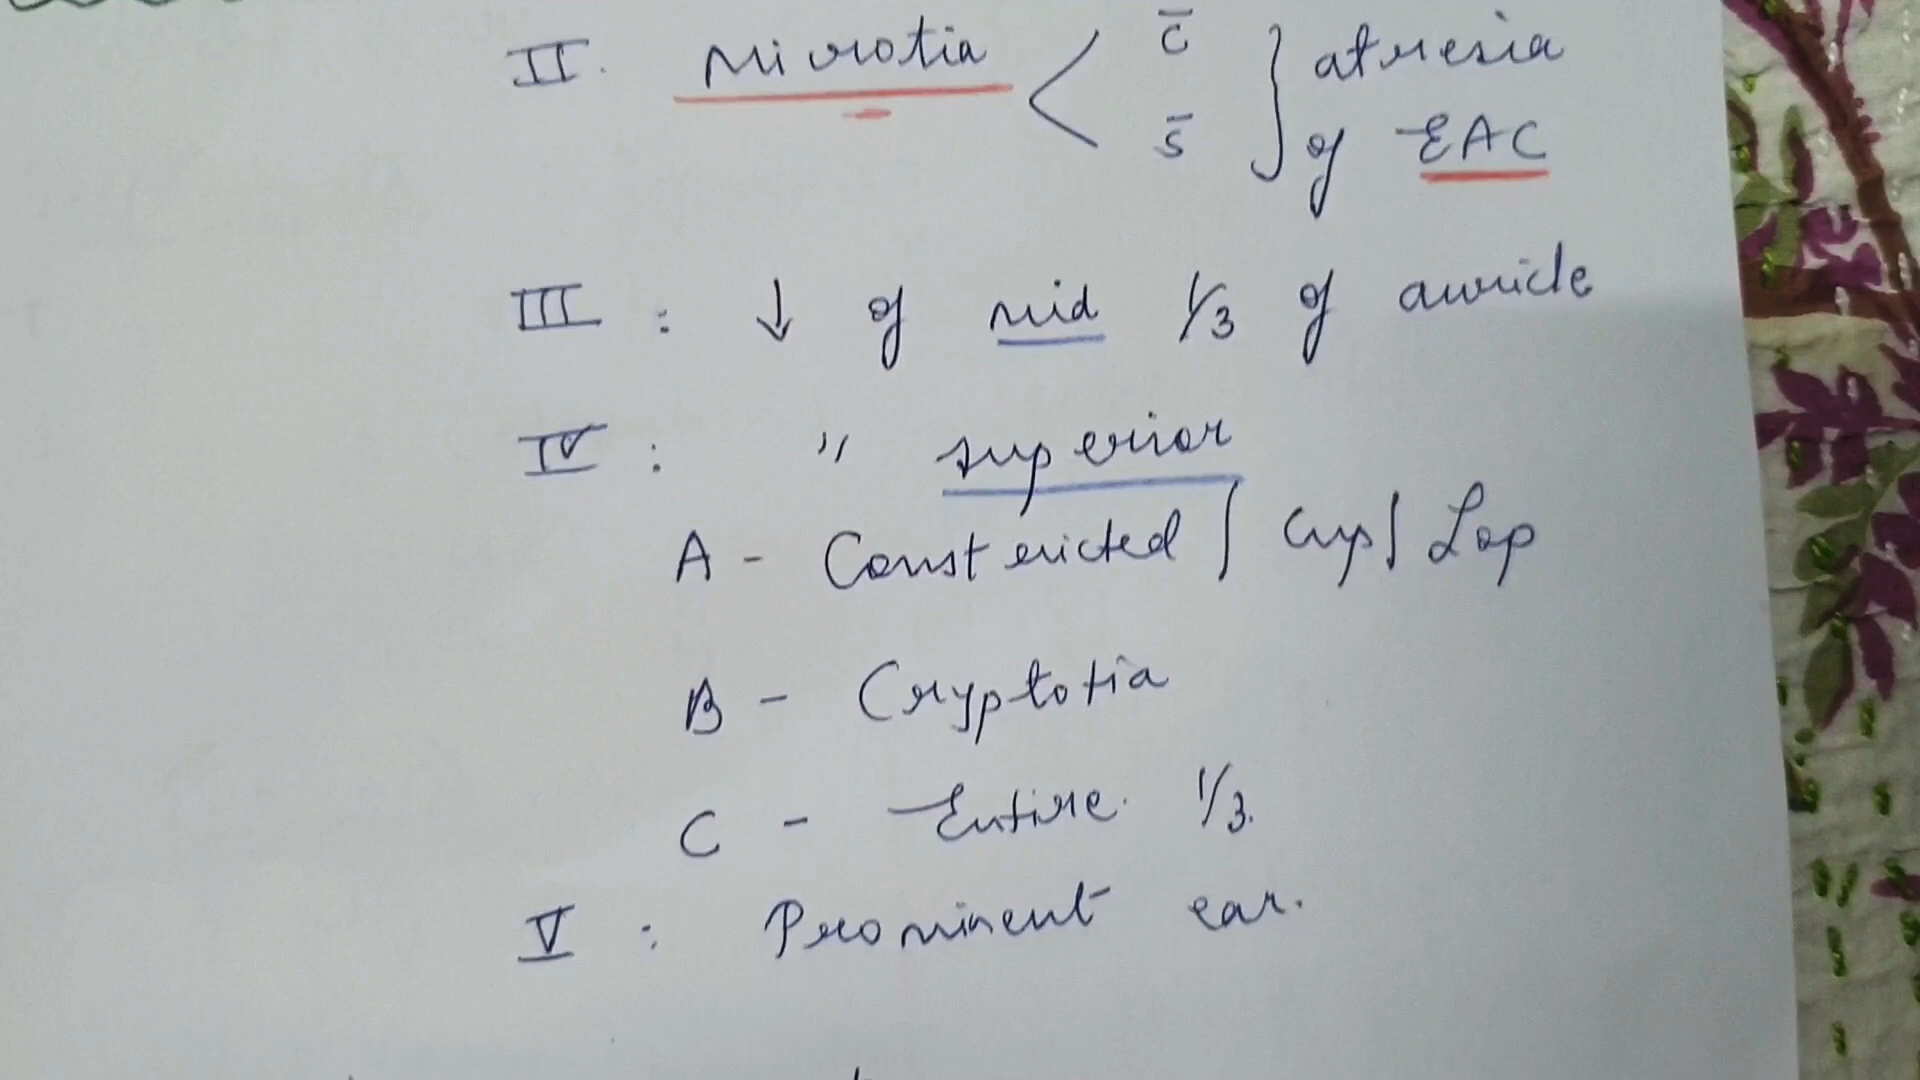 II. Microtia < c̄ } atresia
s̄ of EAC
III : ↓ of mid 1/3 of auricle
IV : " superior
A - Constricted / Cup / Lop
B - Cryptotia
C - Entire 1/3.
V : Prominent ear.